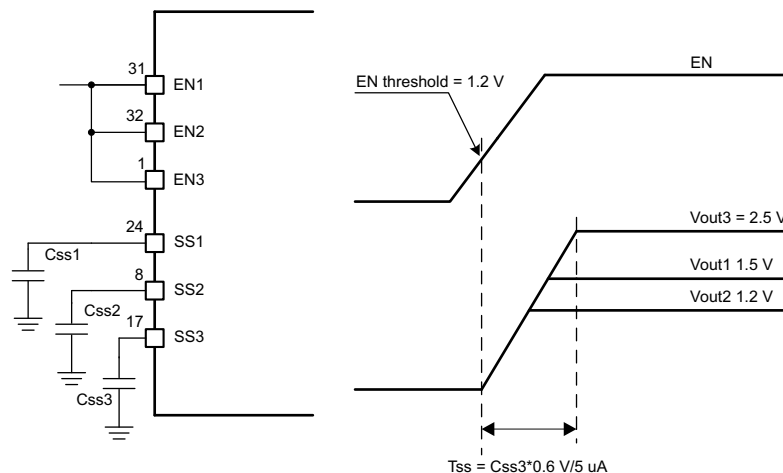 31
EN1
32
EN2
1
EN3
24
SS1
Css1
8
SS2
Css2
17
SS3
Css3
EN
EN threshold = 1.2 V
Vout3 = 2.5 V
Vout1 1.5 V
Vout2 1.2 V
Tss = Css3*0.6 V/5 uA